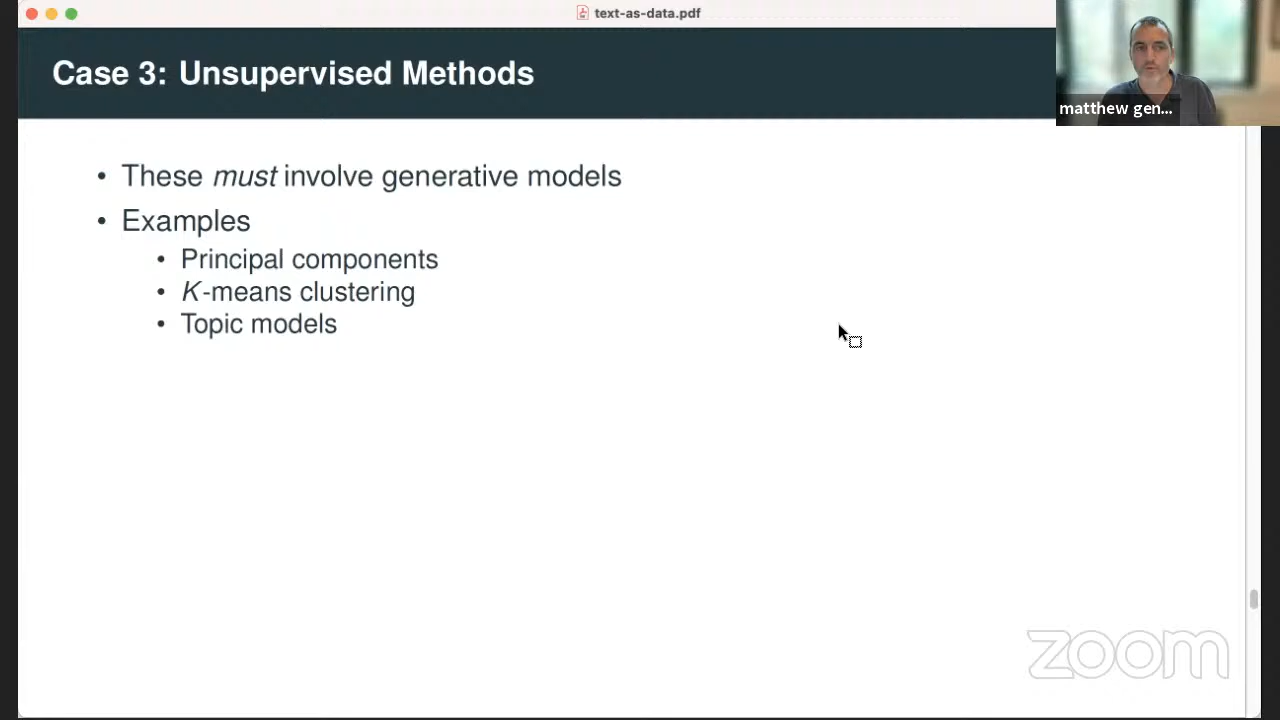 text-as-data.pdf
Case 3: Unsupervised Methods
matthew gen...
• These must involve generative models
• Examples
• Principal components
• K-means clustering
• Topic models
zoom